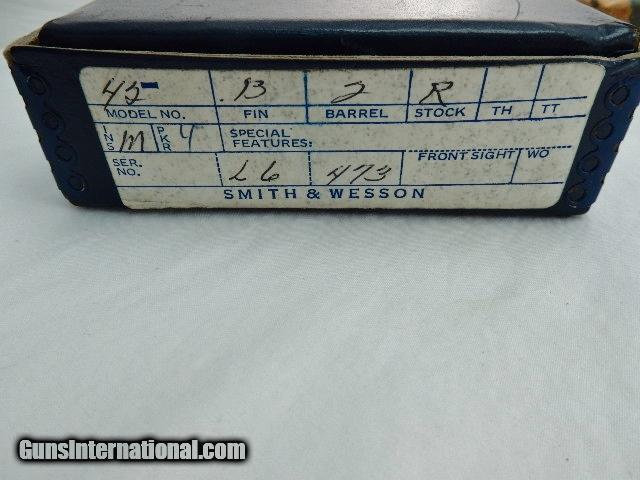 42- .B 2 R
MODEL NO. FIN BARREL STOCK TH TT
INS M PKR 4 SPECIAL FEATURES:
SER. NO. L6 473 FRONT SIGHT WO
SMITH & WESSON
GunsInternational.com